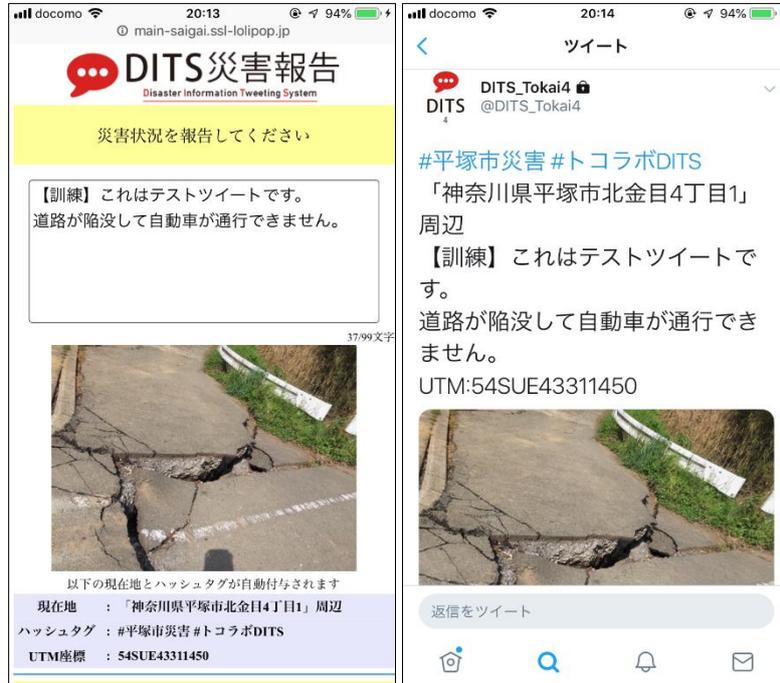 docomo 20:13 94%
main-saigai.ssl-lolipop.jp
DITS災害報告
Disaster Information Tweeting System
災害状況を報告してください
【訓練】これはテストツイートです。
道路が陥没して自動車が通行できません。
37/99文字
以下の現在地とハッシュタグが自動付与されます
現在地 : 「神奈川県平塚市北金目4丁目1」周辺
ハッシュタグ : #平塚市災害 #トコラボDITS
UTM座標 : 54SUE43311450
docomo 20:14 94%
ツイート
DITS
4
DITS_Tokai4
@DITS_Tokai4
#平塚市災害 #トコラボDITS
「神奈川県平塚市北金目4丁目1」
周辺
【訓練】これはテストツイートで
す。
道路が陥没して自動車が通行でき
ません。
UTM:54SUE43311450
返信をツイート